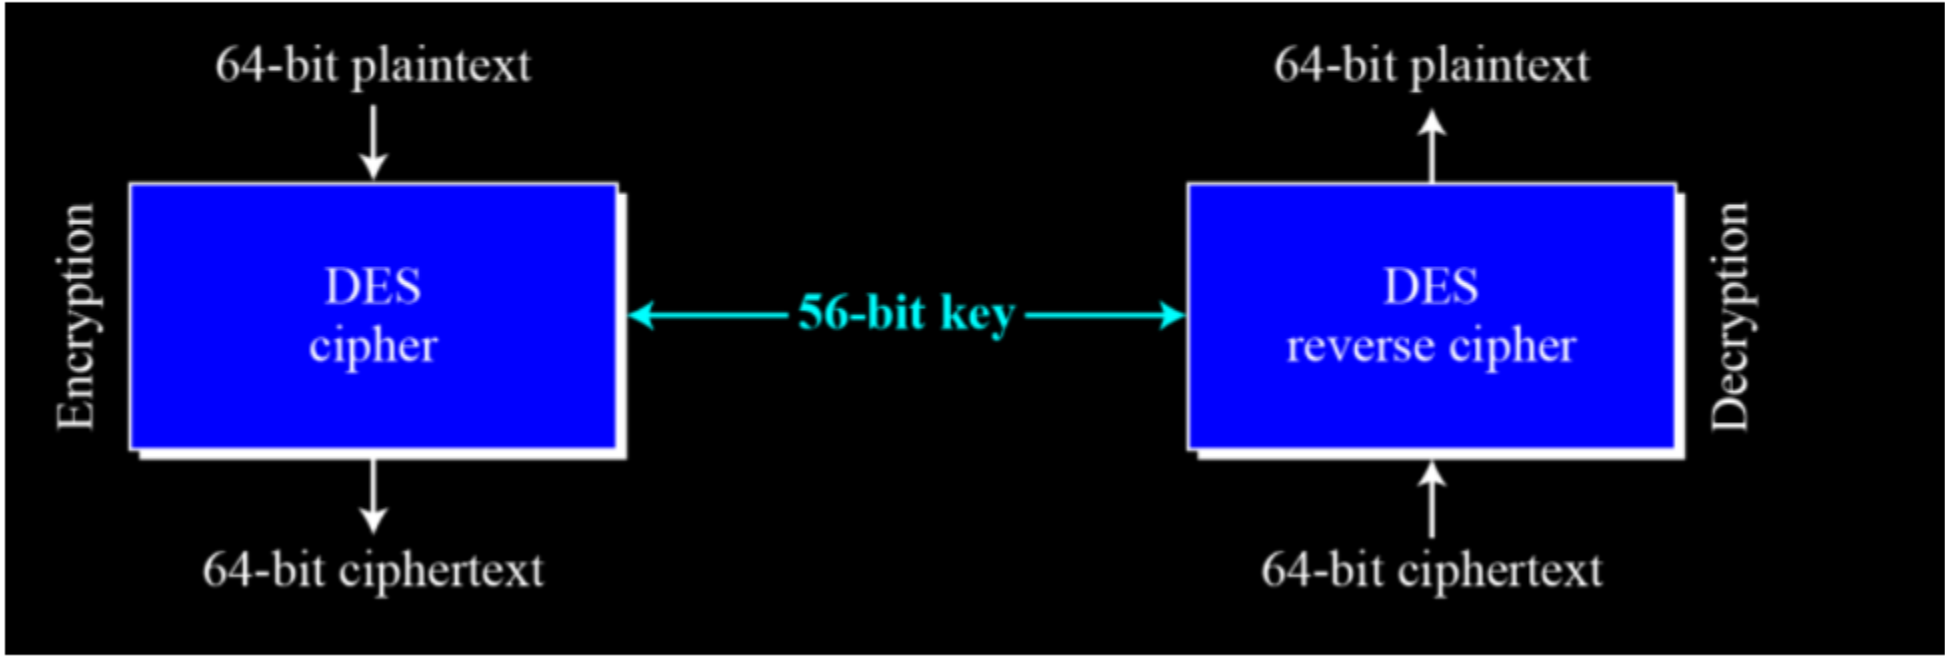 64-bit plaintext
64-bit plaintext
Encryption
DES
cipher
56-bit key
DES
reverse cipher
Decryption
64-bit ciphertext
64-bit ciphertext